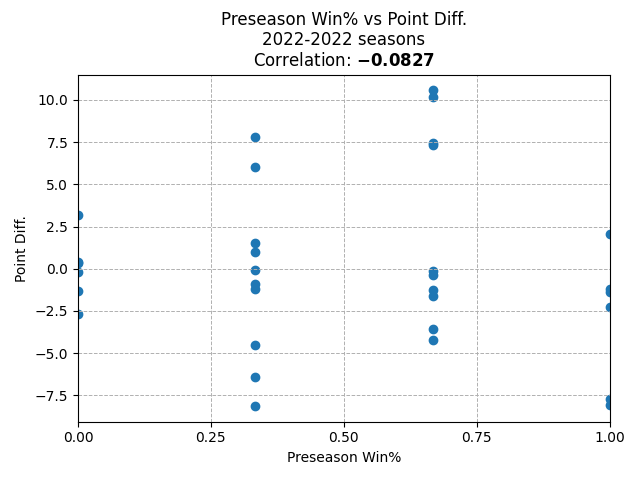 Preseason Win% vs Point Diff.
2022-2022 seasons
Correlation: −0.0827
10.0
7.5
5.0
2.5
0.0
−2.5
−5.0
−7.5
Point Diff.
0.00 0.25 0.50 0.75 1.00
Preseason Win%